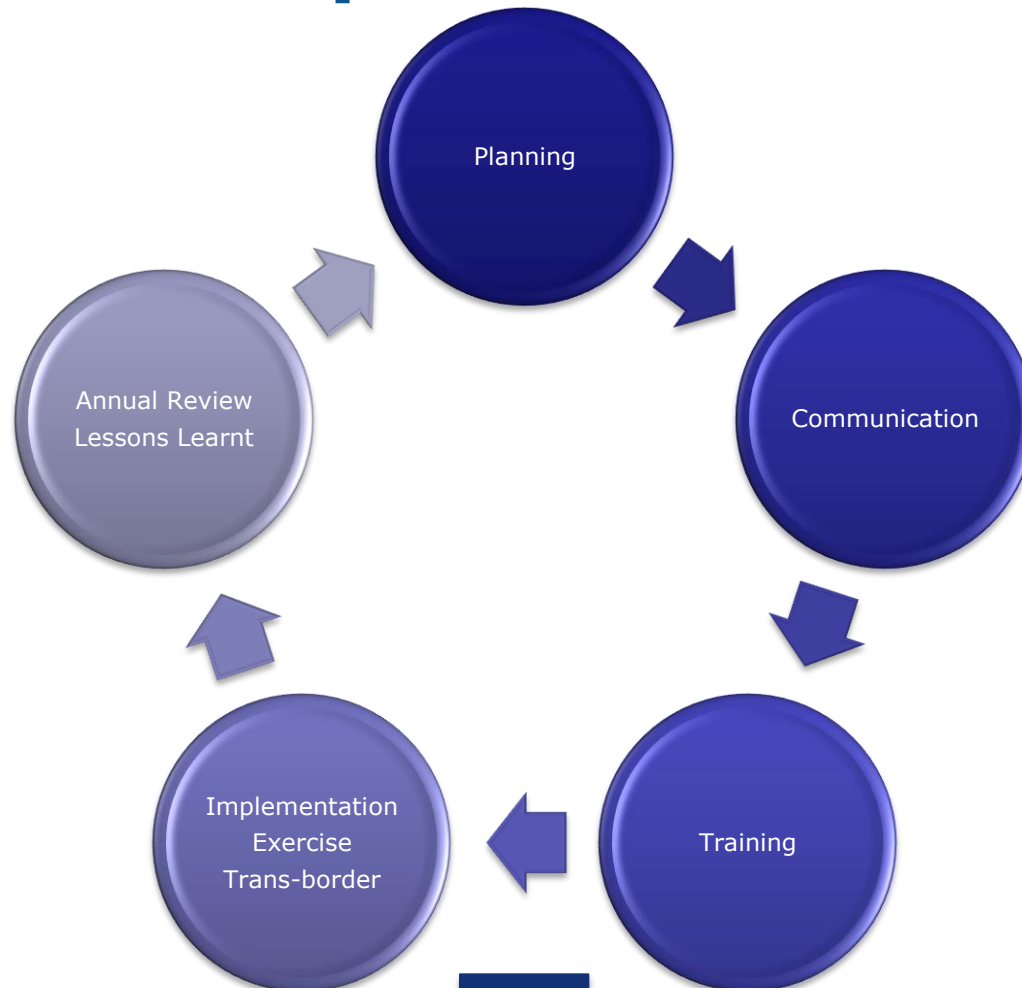 Planning
Communication
Training
Implementation
Exercise
Trans-border
Annual Review
Lessons Learnt